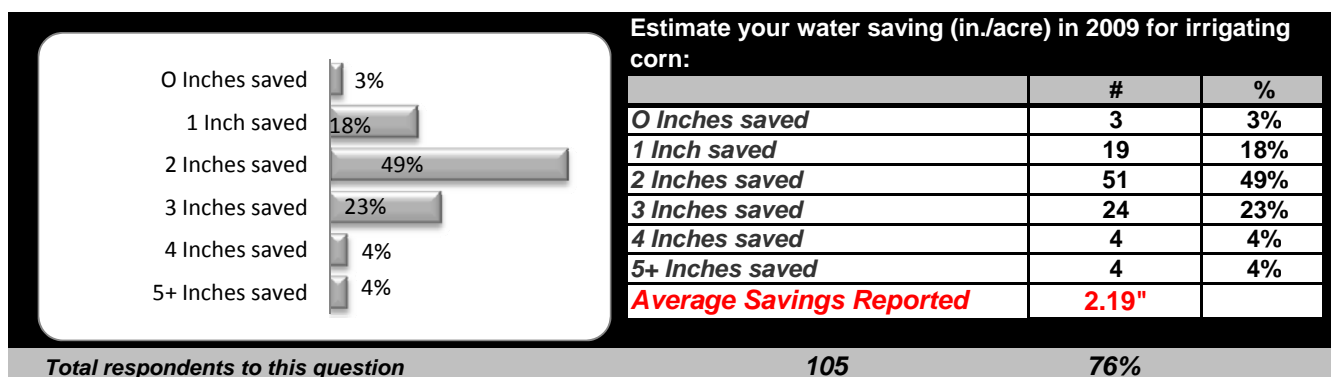 O Inches saved 3%
1 Inch saved 18%
2 Inches saved 49%
3 Inches saved 23%
4 Inches saved 4%
5+ Inches saved 4%
Estimate your water saving (in./acre) in 2009 for irrigating
corn:
# %
O Inches saved 3 3%
1 Inch saved 19 18%
2 Inches saved 51 49%
3 Inches saved 24 23%
4 Inches saved 4 4%
5+ Inches saved 4 4%
Average Savings Reported 2.19"
Total respondents to this question 105 76%